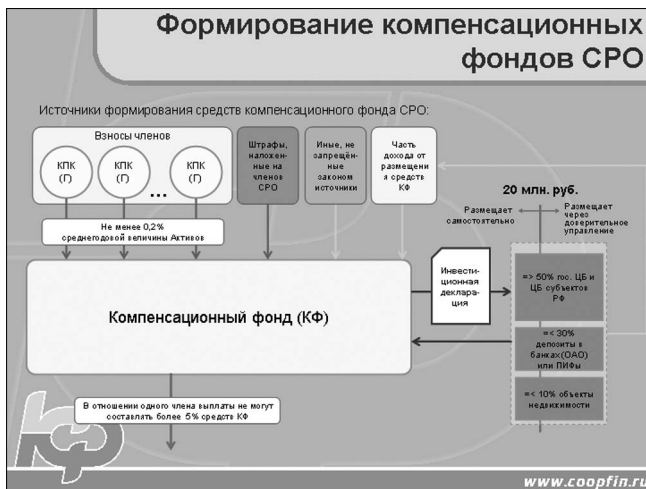 Формирование компенсационных
фондов СРО
Источники формирования средств компенсационного фонда СРО:
Взносы членов
КПК
(Г)
КПК
(Г)
...
КПК
(Г)
Штрафы,
наложен-
ные на
членов
СРО
Иные, не
запрещён-
ные
законом
источники
Часть
дохода от
размещени
я средств
КФ
Не менее 0,2%
среднегодовой величины Активов
20 млн. руб.
Размещает
самостоятельно
Размещает
через
доверительное
управление
Компенсационный фонд (КФ)
Инвести-
ционная
деклара-
ция
=> 50% гос. ЦБ и
ЦБ субъектов
РФ
=< 30%
депозиты в
банках(ОАО)
или ПИФы
=< 10% объекты
недвижимости
В отношении одного члена выплаты не могут
составлять более 5% средств КФ
www.coopfin.ru